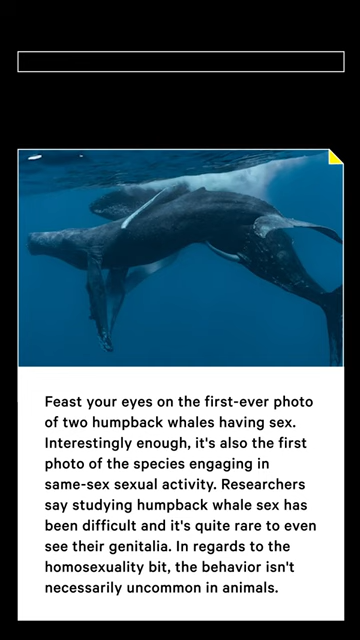 Feast your eyes on the first-ever photo
of two humpback whales having sex.
Interestingly enough, it's also the first
photo of the species engaging in
same-sex sexual activity. Researchers
say studying humpback whale sex has
been difficult and it's quite rare to even
see their genitalia. In regards to the
homosexuality bit, the behavior isn't
necessarily uncommon in animals.